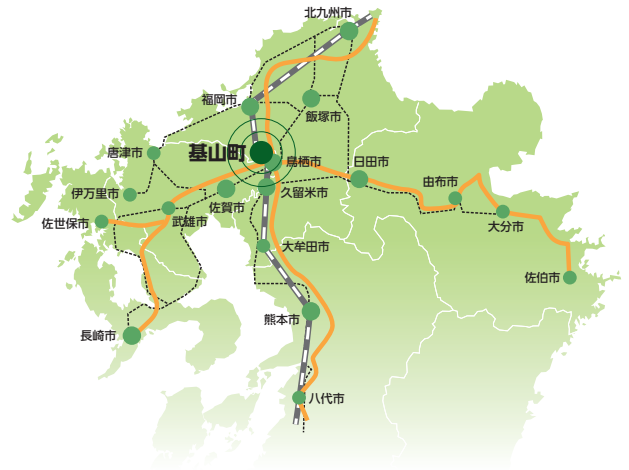 北九州市
福岡市
飯塚市
唐津市
基山町
鳥栖市
日田市
伊万里市
佐賀市
久留米市
由布市
佐世保市
武雄市
大分市
大牟田市
佐伯市
熊本市
長崎市
八代市